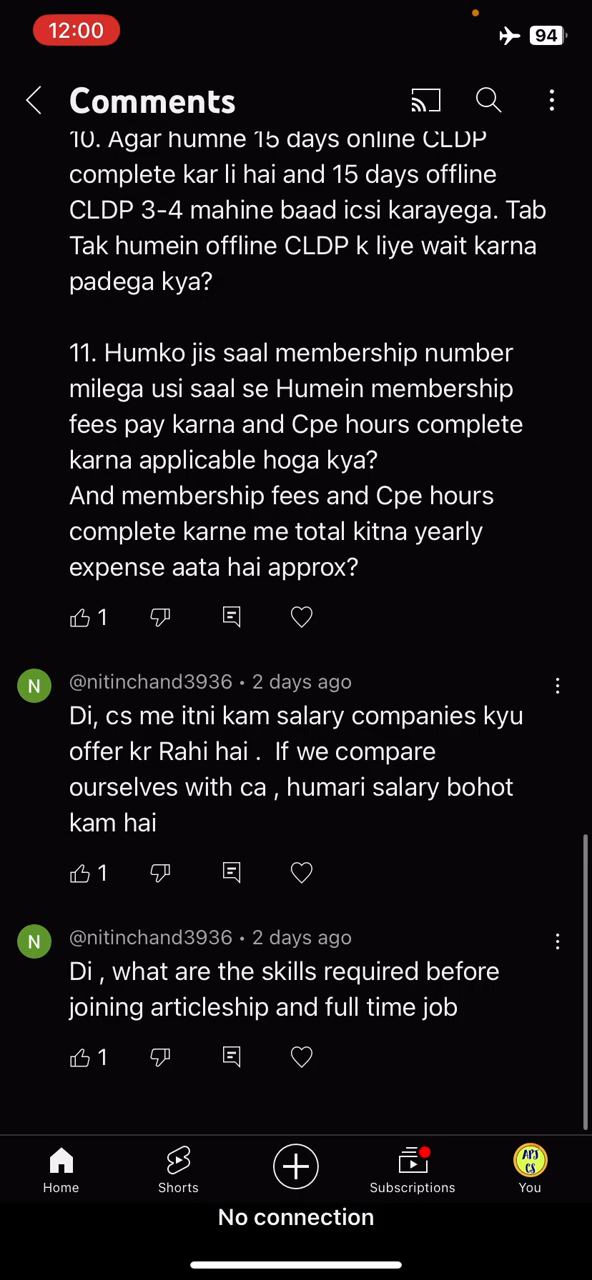 12:00
94
Comments
10. Agar humne 15 days online CLDP
complete kar li hai and 15 days offline
CLDP 3-4 mahine baad icsi karayega. Tab
Tak humein offline CLDP k liye wait karna
padega kya?
11. Humko jis saal membership number
milega usi saal se Humein membership
fees pay karna and Cpe hours complete
karna applicable hoga kya?
And membership fees and Cpe hours
complete karne me total kitna yearly
expense aata hai approx?
1
N
@nitinchand3936 • 2 days ago
Di, cs me itni kam salary companies kyu
offer kr Rahi hai .  If we compare
ourselves with ca , humari salary bohot
kam hai
1
N
@nitinchand3936 • 2 days ago
Di , what are the skills required before
joining articleship and full time job
1
APJ
CS
Home
Shorts
Subscriptions
You
No connection